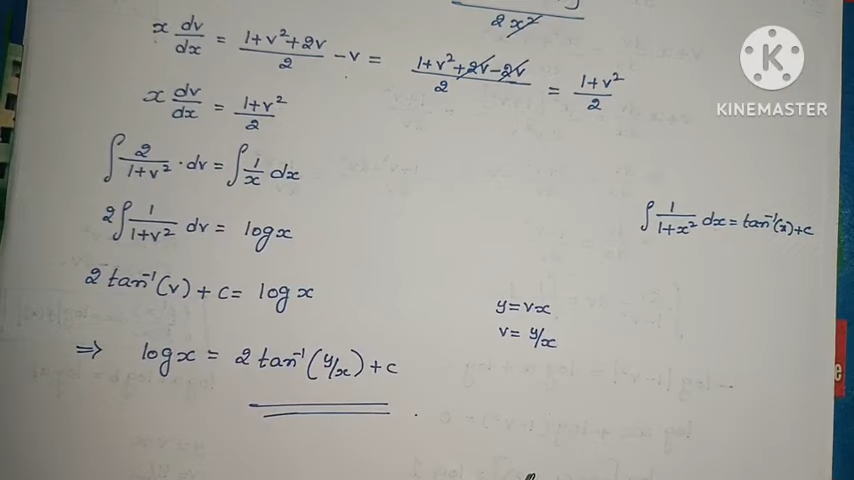 2x²
x dv/dx = (1+v²+2v)/2 - v = (1+v²+2v-2v)/2 = (1+v²)/2
x dv/dx = (1+v²)/2
∫ 2/(1+v²) · dv = ∫ 1/x dx
2∫ 1/(1+v²) dv = log x
∫ 1/(1+x²) dx = tan⁻¹(x)+c
2 tan⁻¹(v) + c = log x
y = vx
v = y/x
⇒ log x = 2 tan⁻¹(y/x) + c
KINEMASTER